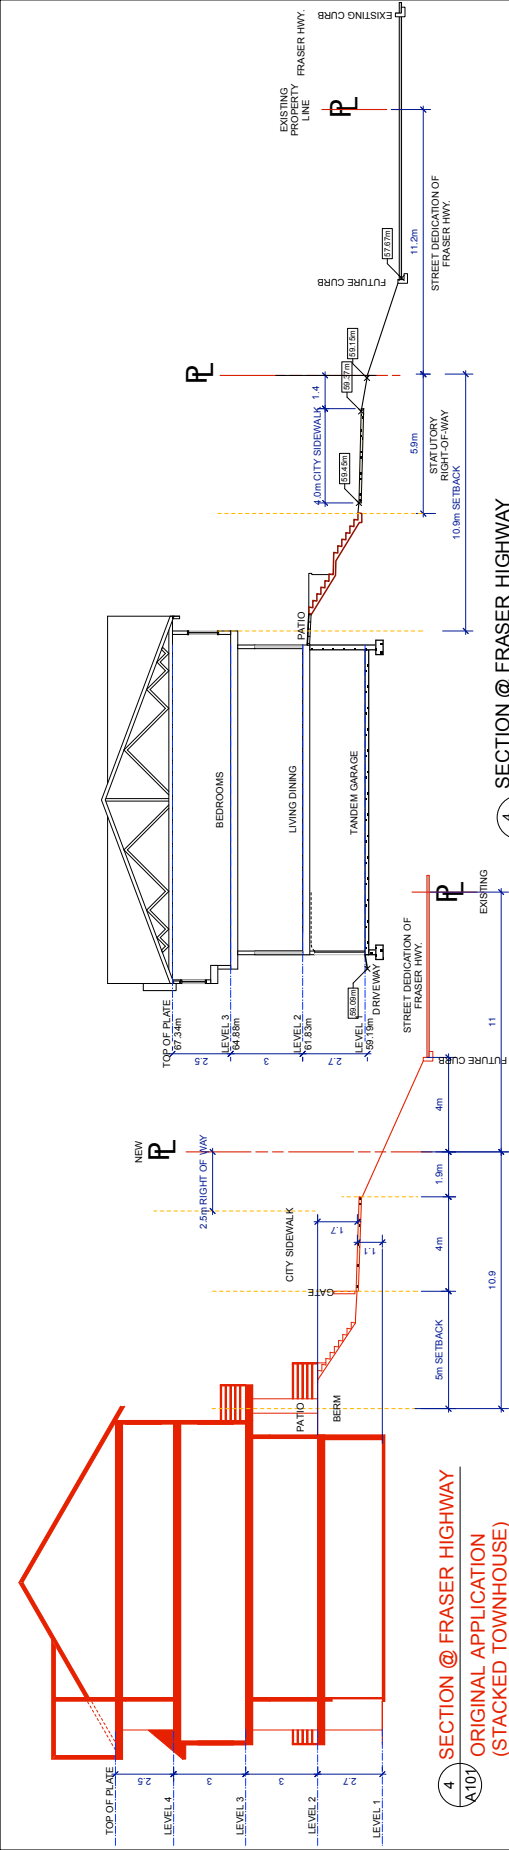 EXISTING CURB
FRASER HWY.
EXISTING
PROPERTY
LINE
PL
11.2m
STREET DEDICATION OF
FRASER HWY.
57.67m
FUTURE CURB
PL
59.15m
59.37m
1.4
4.0m CITY SIDEWALK
59.45m
5.9m
STATUTORY
RIGHT-OF-WAY
10.9m SETBACK
PATIO
BEDROOMS
LIVING DINING
TANDEM GARAGE
59.09m
DRIVEWAY
TOP OF PLATE
67.34m
LEVEL 3
64.88m
LEVEL 2
61.83m
LEVEL 1
59.19m
2.5
3
2.7
4
SECTION @ FRASER HIGHWAY
PL
EXISTING
STREET DEDICATION OF
FRASER HWY.
11
FUTURE CURB
4m
NEW
PL
2.5m RIGHT OF WAY
1.9m
CITY SIDEWALK
1.7
1.1
4m
10.9
GATE
5m SETBACK
PATIO
BERM
TOP OF PLATE
LEVEL 4
LEVEL 3
LEVEL 2
LEVEL 1
2.5
3
3
2.7
4
A101
SECTION @ FRASER HIGHWAY
ORIGINAL APPLICATION
(STACKED TOWNHOUSE)